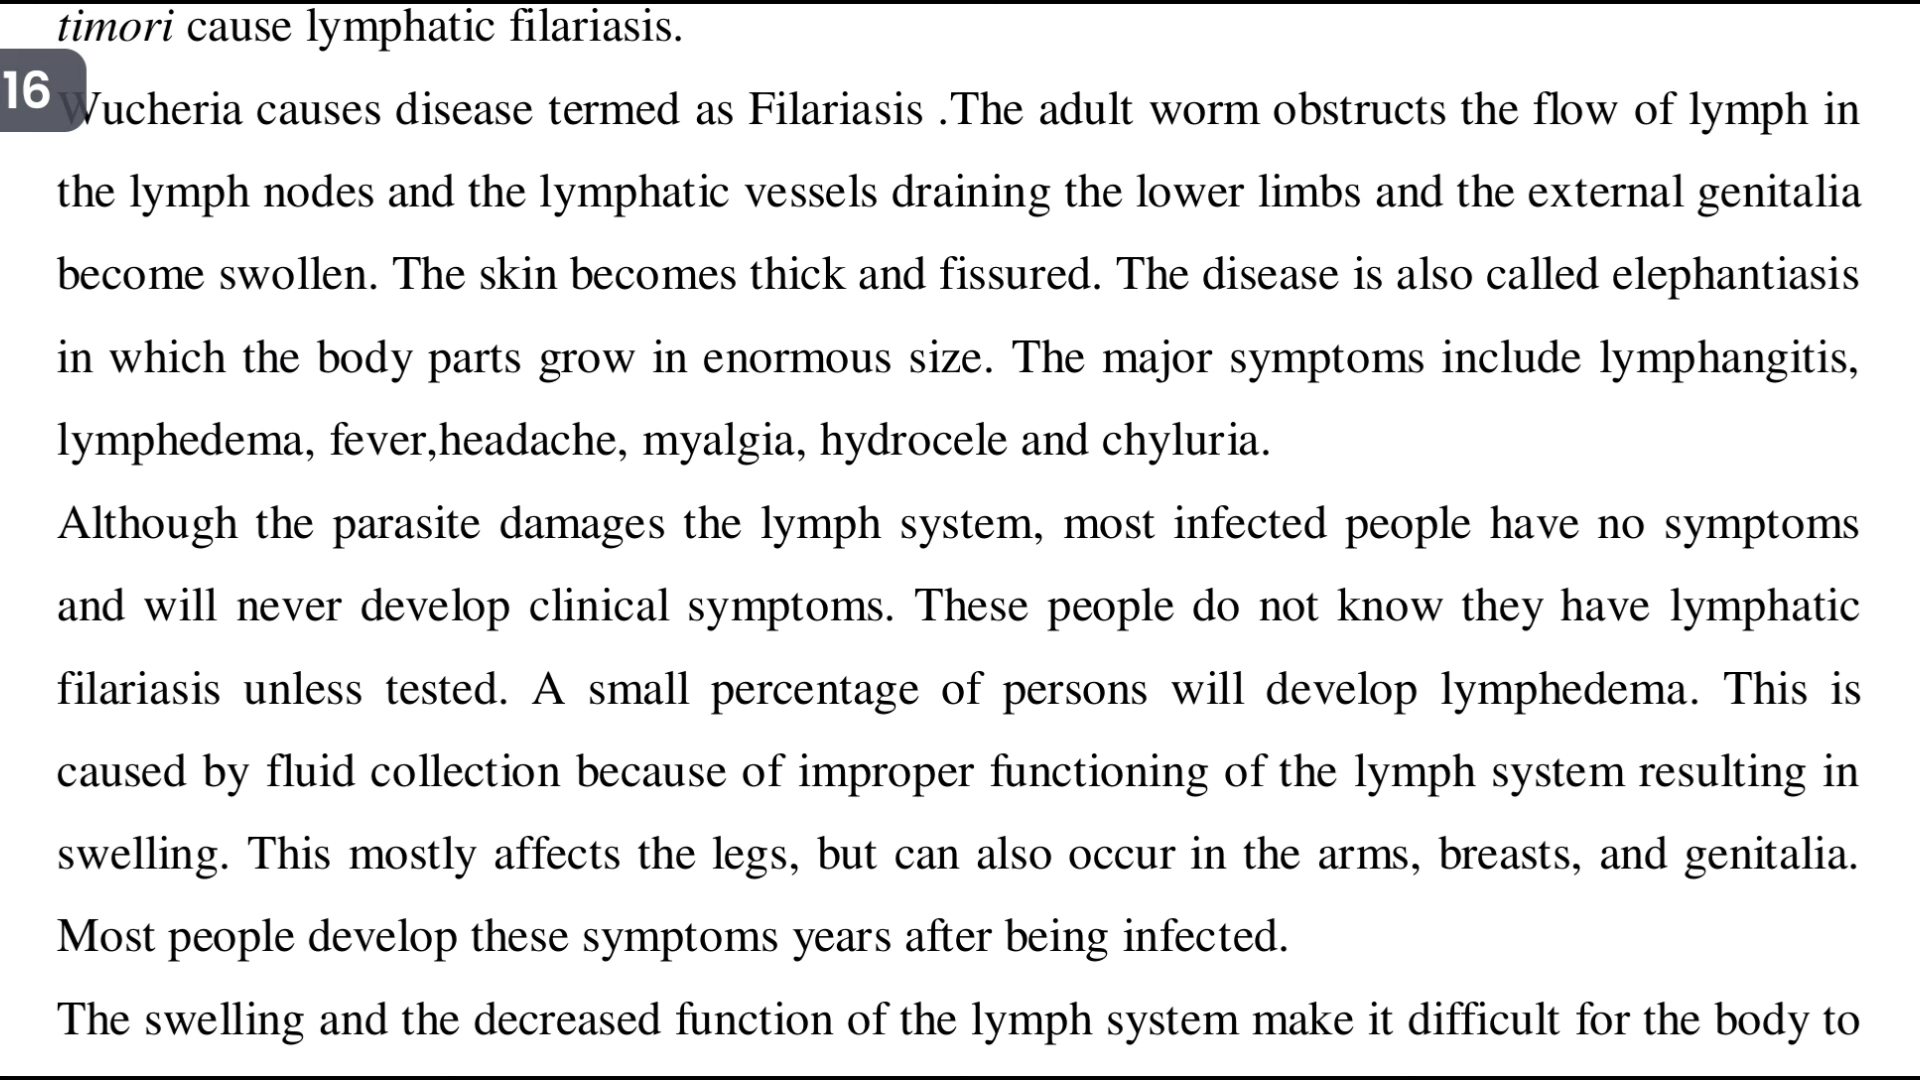 timori cause lymphatic filariasis.
16
Wucheria causes disease termed as Filariasis .The adult worm obstructs the flow of lymph in
the lymph nodes and the lymphatic vessels draining the lower limbs and the external genitalia
become swollen. The skin becomes thick and fissured. The disease is also called elephantiasis
in which the body parts grow in enormous size. The major symptoms include lymphangitis,
lymphedema, fever,headache, myalgia, hydrocele and chyluria.
Although the parasite damages the lymph system, most infected people have no symptoms
and will never develop clinical symptoms. These people do not know they have lymphatic
filariasis unless tested. A small percentage of persons will develop lymphedema. This is
caused by fluid collection because of improper functioning of the lymph system resulting in
swelling. This mostly affects the legs, but can also occur in the arms, breasts, and genitalia.
Most people develop these symptoms years after being infected.
The swelling and the decreased function of the lymph system make it difficult for the body to